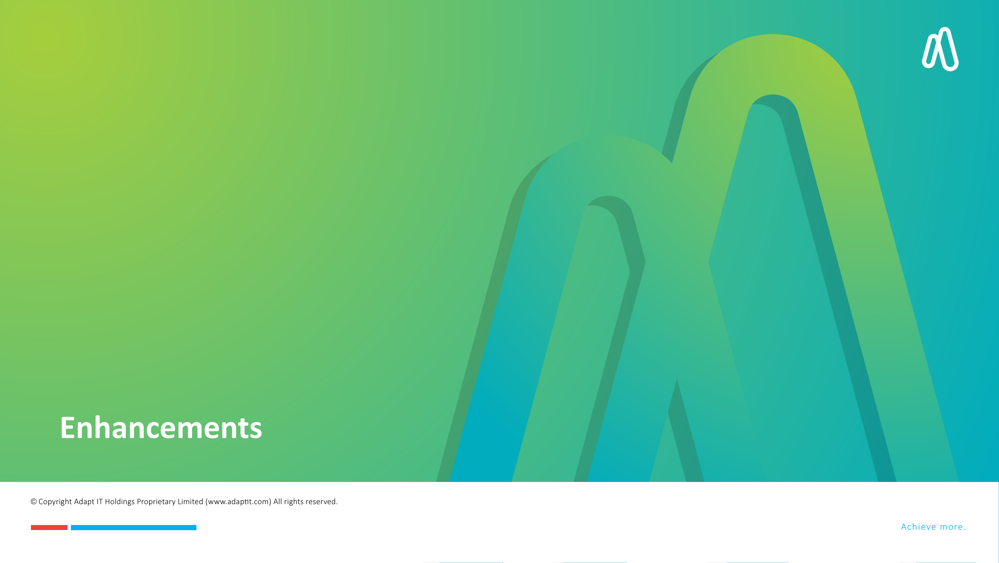 Enhancements
© Copyright Adapt IT Holdings Proprietary Limited (www.adaptit.com) All rights reserved.
Achieve more.